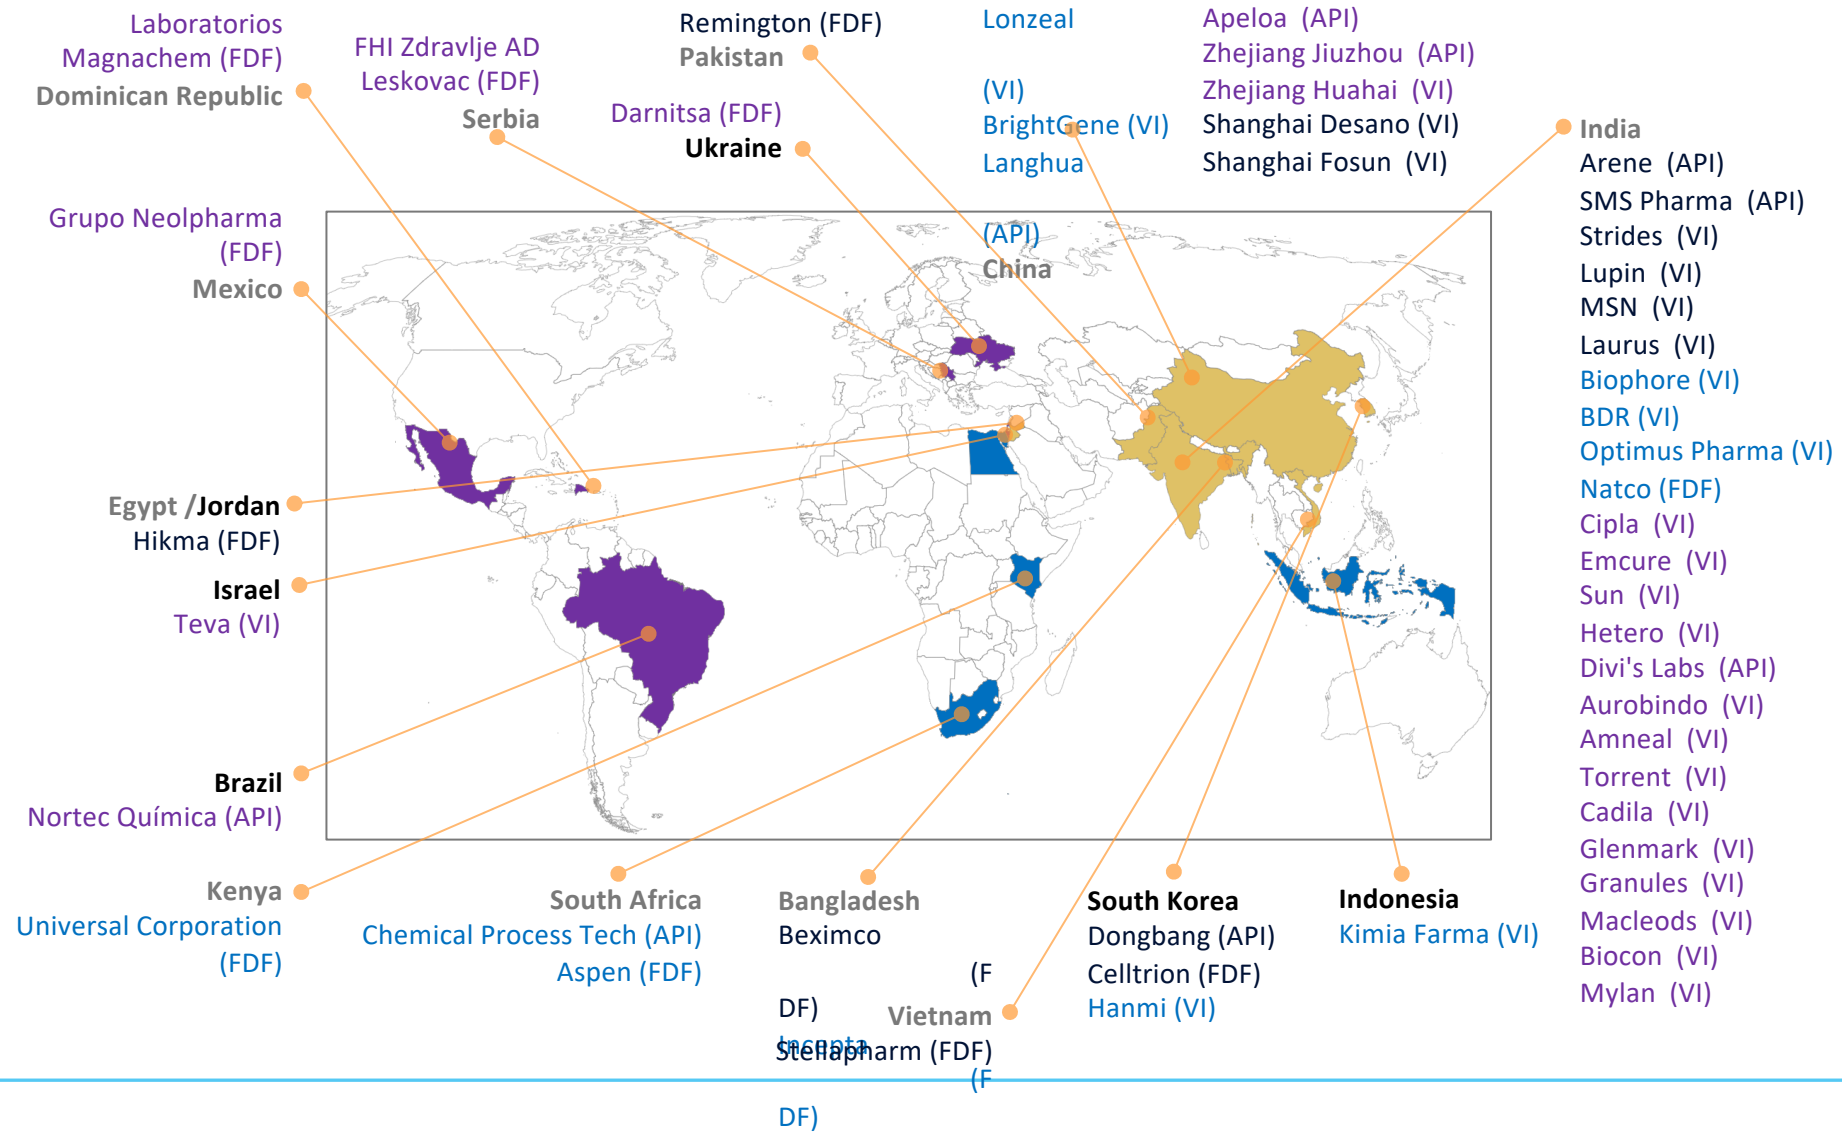 Laboratorios
Magnachem (FDF)
Dominican Republic
FHI Zdravlje AD
Leskovac (FDF)
Serbia
Remington (FDF)
Pakistan
Darnitsa (FDF)
Ukraine
Lonzeal
(VI)
BrightGene (VI)
Langhua
(API)
China
Apeloa (API)
Zhejiang Jiuzhou (API)
Zhejiang Huahai (VI)
Shanghai Desano (VI)
Shanghai Fosun (VI)
India
Arene (API)
SMS Pharma (API)
Strides (VI)
Lupin (VI)
MSN (VI)
Laurus (VI)
Biophore (VI)
BDR (VI)
Optimus Pharma (VI)
Natco (FDF)
Cipla (VI)
Emcure (VI)
Sun (VI)
Hetero (VI)
Divi's Labs (API)
Aurobindo (VI)
Amneal (VI)
Torrent (VI)
Cadila (VI)
Glenmark (VI)
Granules (VI)
Macleods (VI)
Biocon (VI)
Mylan (VI)
Grupo Neolpharma
(FDF)
Mexico
Egypt /Jordan
Hikma (FDF)
Israel
Teva (VI)
Brazil
Nortec Química (API)
Kenya
Universal Corporation
(FDF)
South Africa
Chemical Process Tech (API)
Aspen (FDF)
Bangladesh
Beximco
(F
DF)
Incepta
(F
DF)
Vietnam
Stellapharm (FDF)
South Korea
Dongbang (API)
Celltrion (FDF)
Hanmi (VI)
Indonesia
Kimia Farma (VI)